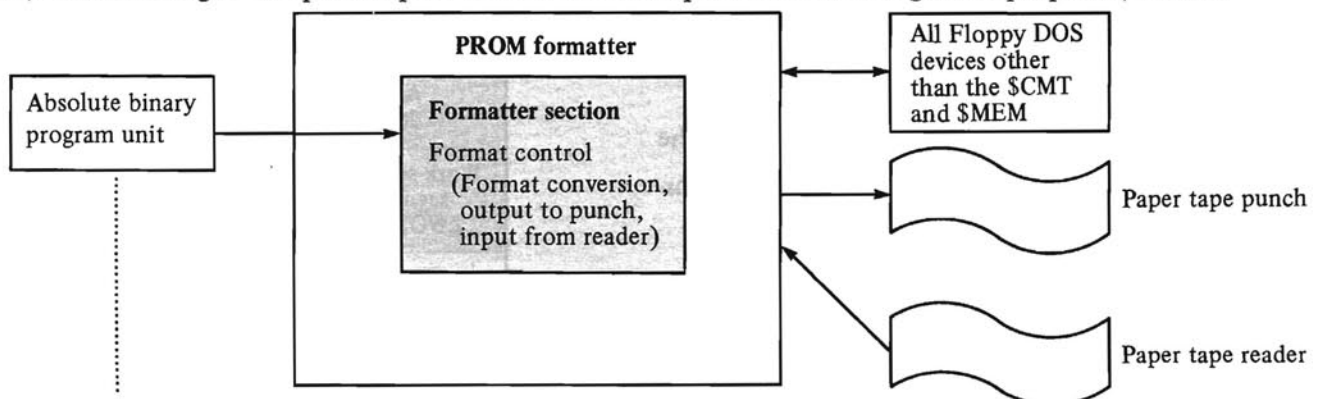 PROM formatter
Absolute binary
program unit
Formatter section
Format control
(Format conversion,
output to punch,
input from reader)
All Floppy DOS
devices other
than the $CMT
and $MEM
Paper tape punch
Paper tape reader